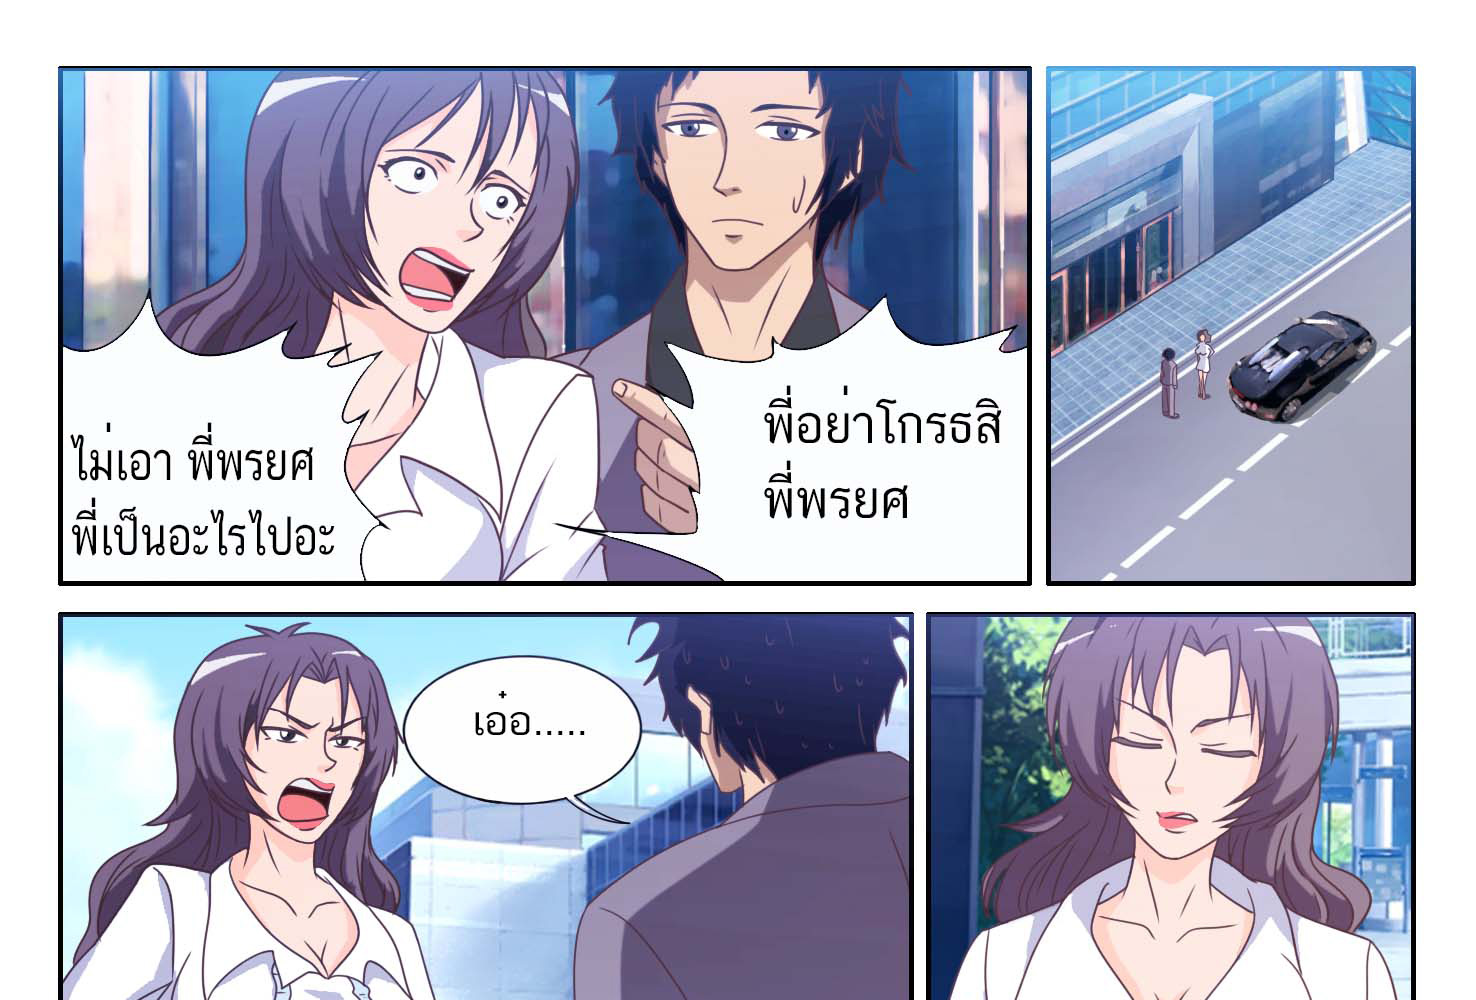 ไม่เอา พี่พรยศ
พี่เป็นอะไรไปอะ
พี่อย่าโกรธสิ
พี่พรยศ
เอ๋อ.....